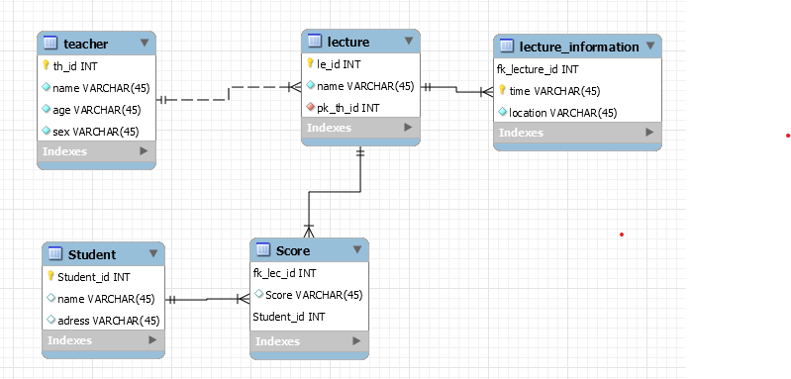 teacher
th_id INT
name VARCHAR(45)
age VARCHAR(45)
sex VARCHAR(45)
Indexes
lecture
le_id INT
name VARCHAR(45)
pk_th_id INT
Indexes
lecture_information
fk_lecture_id INT
time VARCHAR(45)
location VARCHAR(45)
Indexes
Student
Student_id INT
name VARCHAR(45)
adress VARCHAR(45)
Indexes
Score
fk_lec_id INT
Score VARCHAR(45)
Student_id INT
Indexes